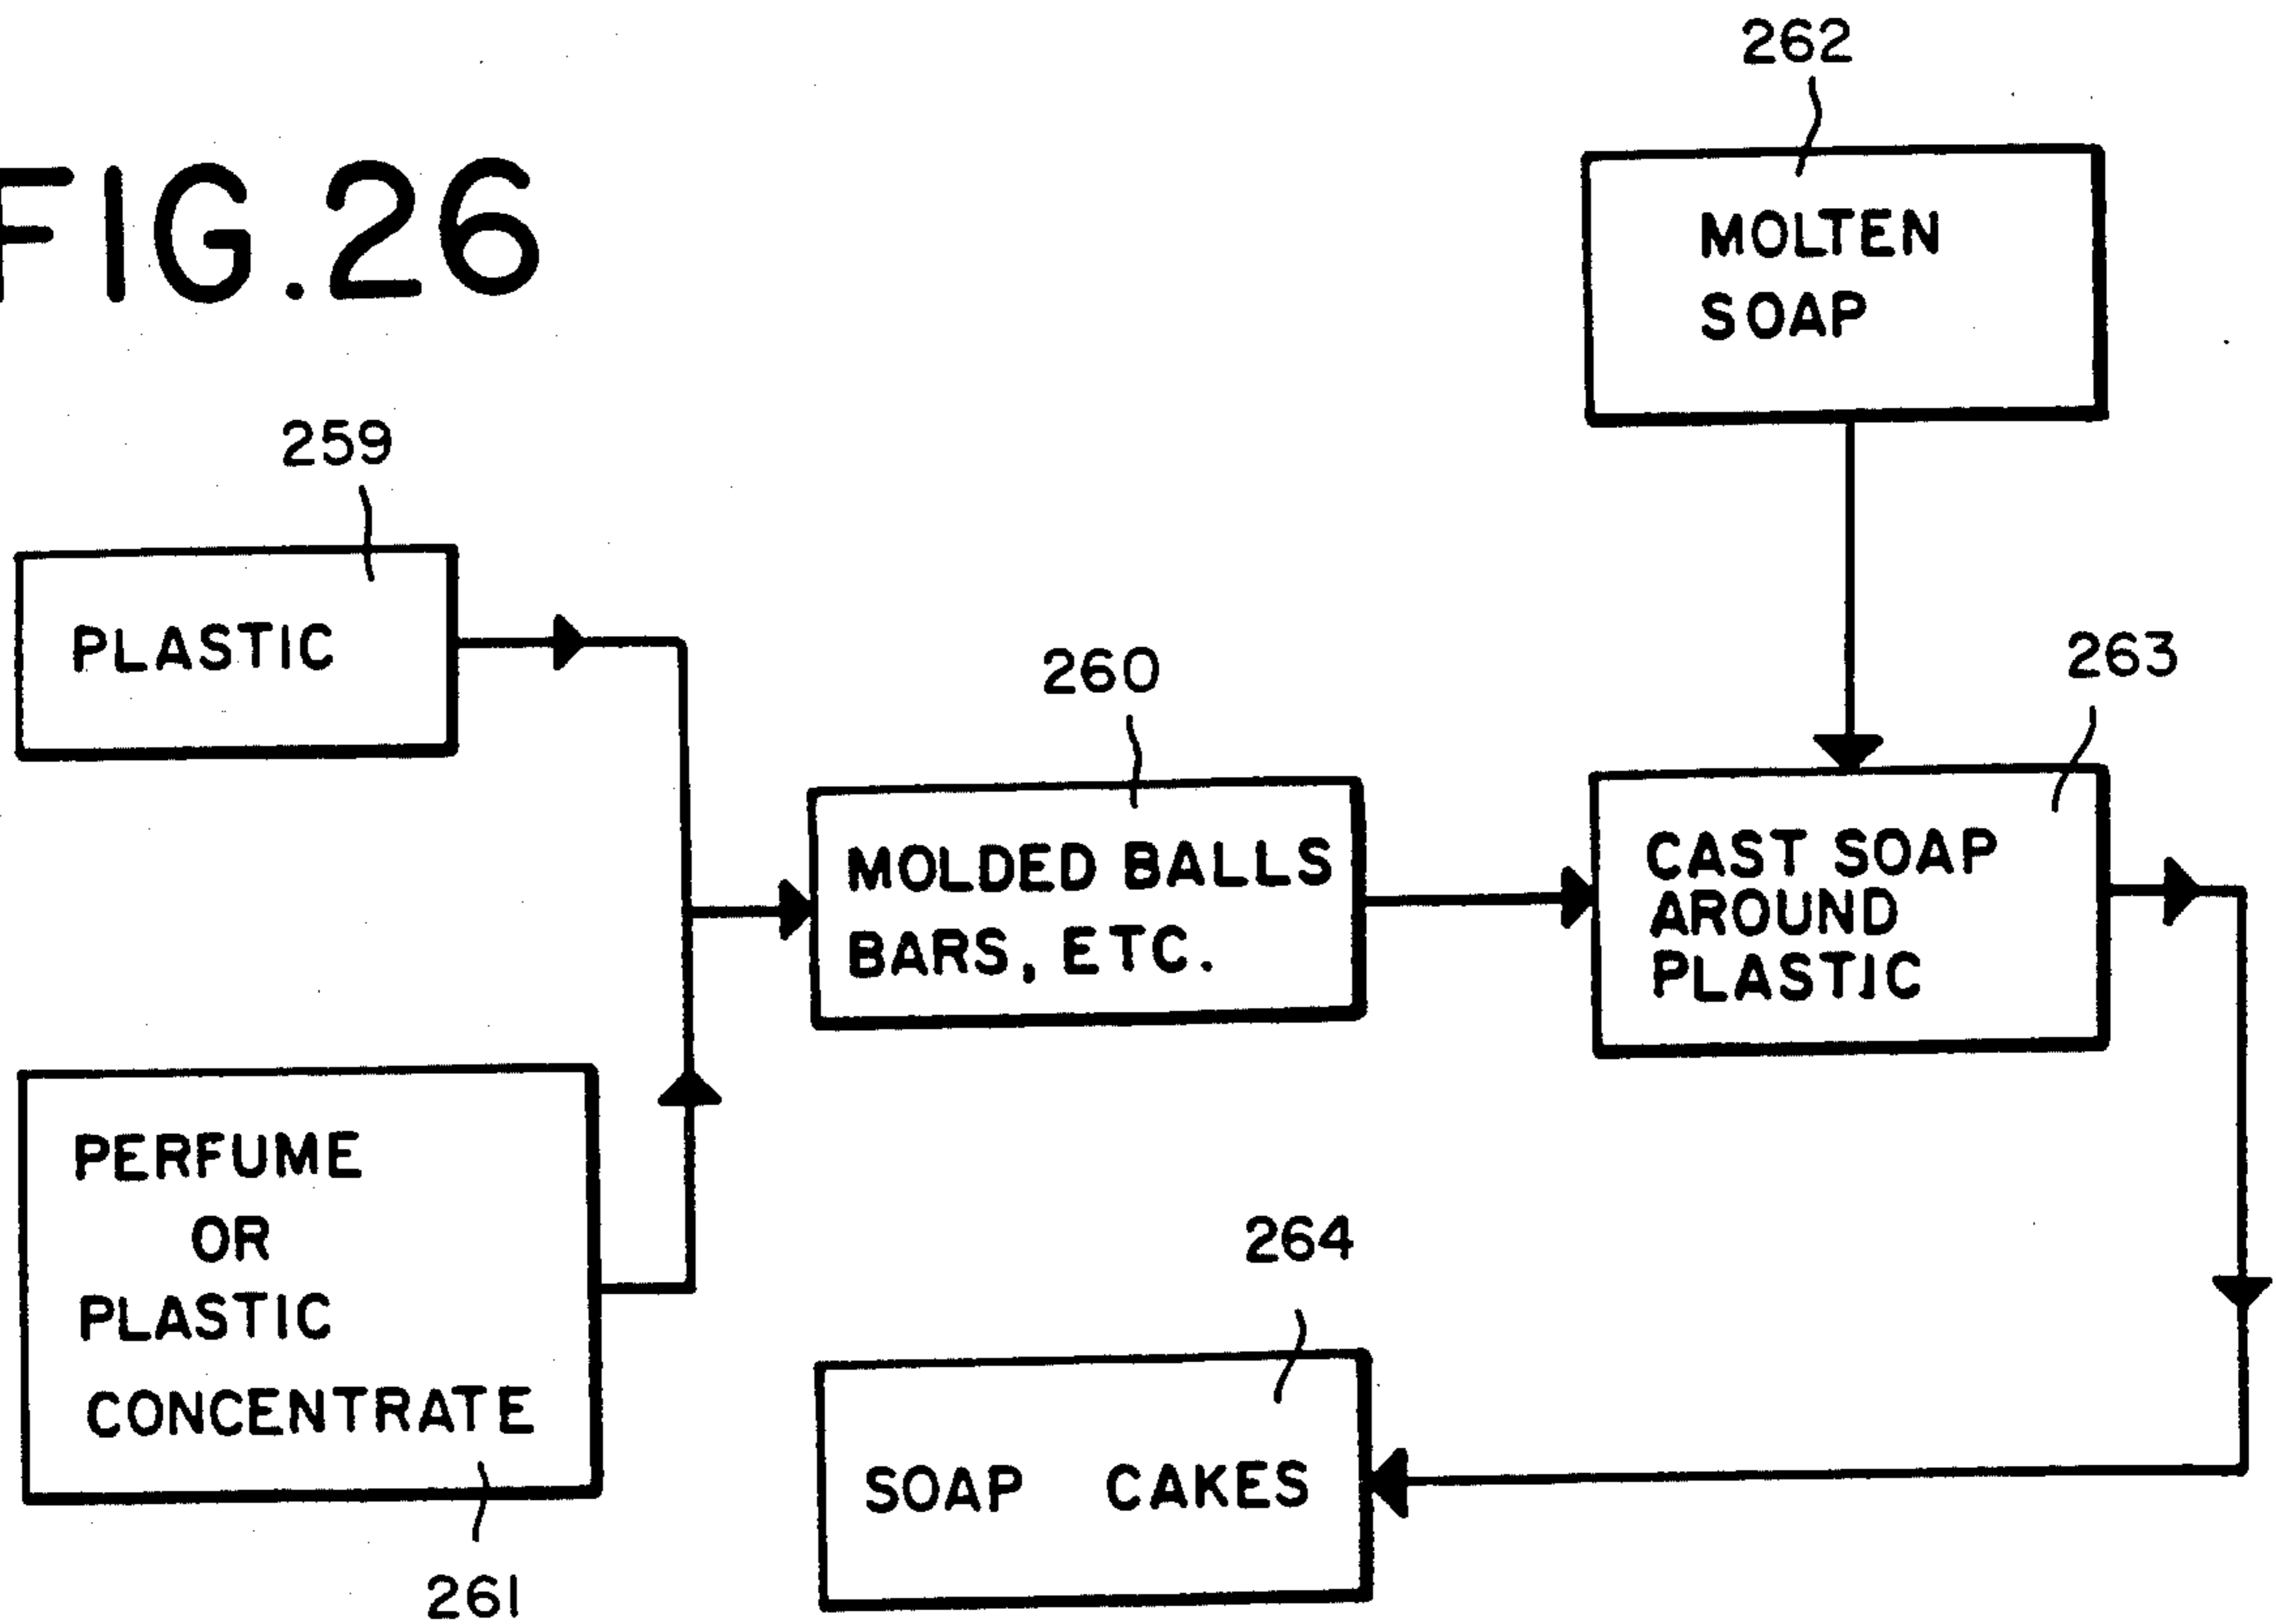 FIG.26
262
MOLTEN
SOAP
259
PLASTIC
260
MOLDED BALLS
BARS, ETC.
263
CAST SOAP
AROUND
PLASTIC
PERFUME
OR
PLASTIC
CONCENTRATE
261
264
SOAP CAKES